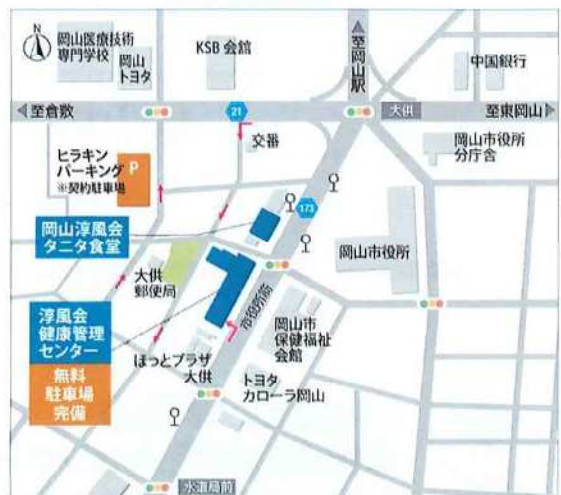 N
岡山医療技術
専門学校
岡山
トヨタ
KSB 会館
至岡山駅
中国銀行
至倉敷
21
大供
至東岡山
交番
岡山市役所
分庁舎
ヒラキン
パーキング
※契約駐車場
P
173
岡山淳風会
タニタ食堂
岡山市役所
大供
郵便局
市役所筋
淳風会
健康管理
センター
無料
駐車場
完備
岡山市
保健福祉
会館
ほっとプラザ
大供
トヨタ
カローラ岡山
水道局前